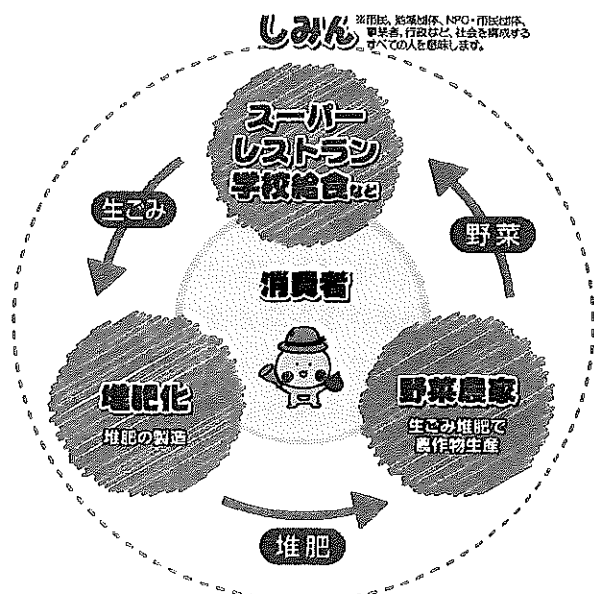 しみん
※市民、地域団体、NPO・市民団体、
事業者、行政など、社会を構成する
すべての人を意味します。
スーパー
レストラン
学校給食など
生ごみ
野菜
消費者
堆肥化
堆肥の製造
野菜農家
生ごみ堆肥で
農作物生産
堆肥